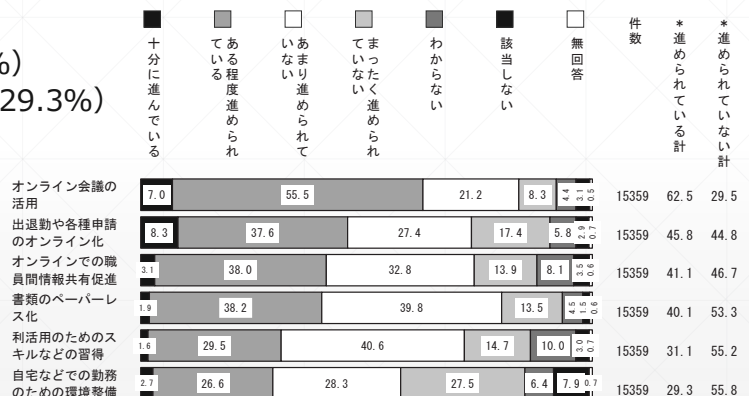 %)
29.3%)
十分に進んでいる
ある程度進められ
ている
あまり進められて
いない
まったく進められ
ていない
わからない
該当しない
無回答
件数
*進められている計
*進められていない計
オンライン会議の
活用
7.0 55.5 21.2 8.3 4.4 3.1 0.5 15359 62.5 29.5
出退勤や各種申請
のオンライン化
8.3 37.6 27.4 17.4 5.8 2.9 0.7 15359 45.8 44.8
オンラインでの職
員間情報共有促進
3.1 38.0 32.8 13.9 8.1 3.5 0.6 15359 41.1 46.7
書類のペーパーレ
ス化
1.9 38.2 39.8 13.5 4.5 1.5 0.6 15359 40.1 53.3
利活用のためのス
キルなどの習得
1.6 29.5 40.6 14.7 10.0 3.0 0.7 15359 31.1 55.2
自宅などでの勤務
のための環境整備
2.7 26.6 28.3 27.5 6.4 7.9 0.7 15359 29.3 55.8